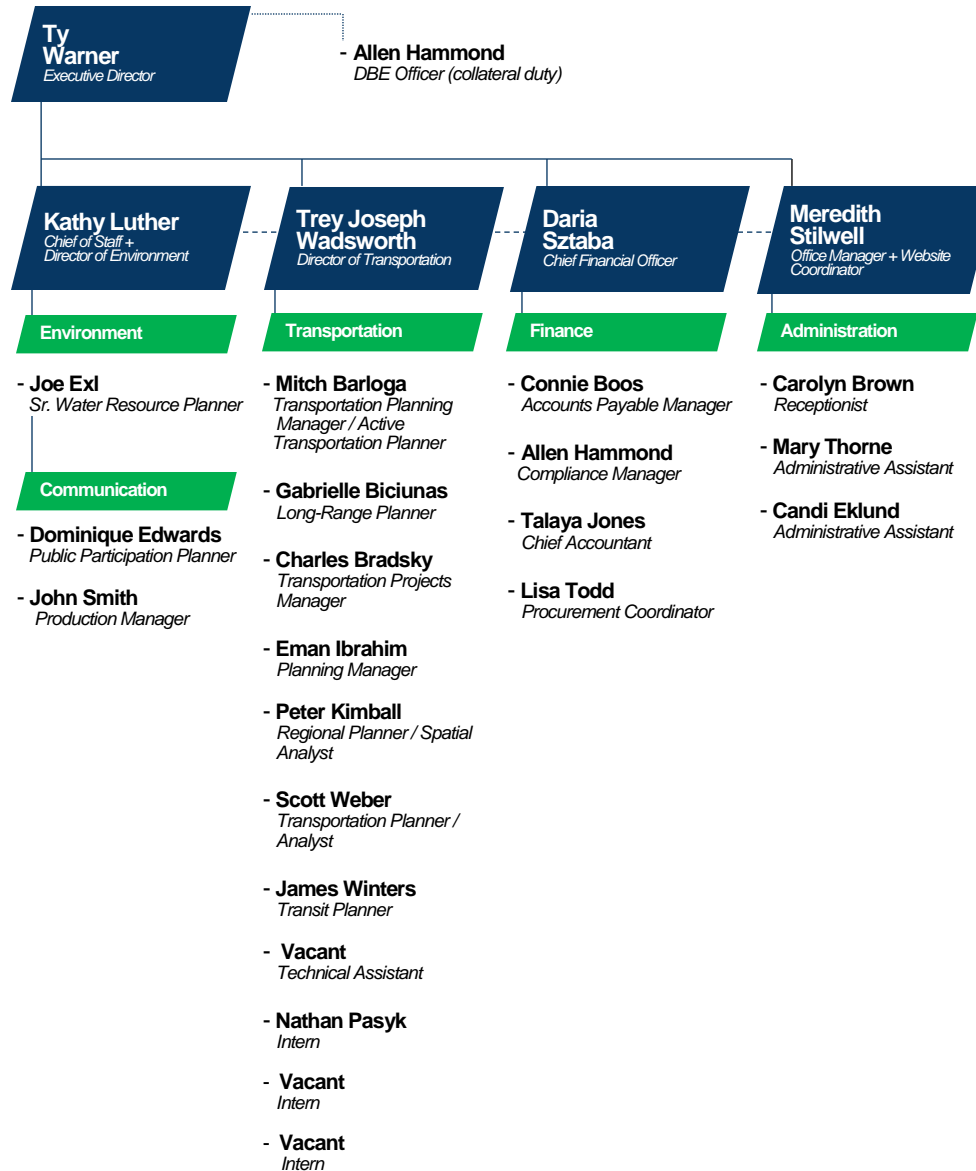 Ty
Warner
Executive Director
- Allen Hammond
DBE Officer (collateral duty)
Kathy Luther
Chief of Staff +
Director of Environment
Trey Joseph
Wadsworth
Director of Transportation
Daria
Sztaba
Chief Financial Officer
Meredith
Stilwell
Office Manager + Website
Coordinator
Environment
- Joe Exl
Sr. Water Resource Planner
Communication
- Dominique Edwards
Public Participation Planner
- John Smith
Production Manager
Transportation
- Mitch Barloga
Transportation Planning
Manager / Active
Transportation Planner
- Gabrielle Biciunas
Long-Range Planner
- Charles Bradsky
Transportation Projects
Manager
- Eman Ibrahim
Planning Manager
- Peter Kimball
Regional Planner / Spatial
Analyst
- Scott Weber
Transportation Planner /
Analyst
- James Winters
Transit Planner
- Vacant
Technical Assistant
- Nathan Pasyk
Intern
- Vacant
Intern
- Vacant
Intern
Finance
- Connie Boos
Accounts Payable Manager
- Allen Hammond
Compliance Manager
- Talaya Jones
Chief Accountant
- Lisa Todd
Procurement Coordinator
Administration
- Carolyn Brown
Receptionist
- Mary Thorne
Administrative Assistant
- Candi Eklund
Administrative Assistant